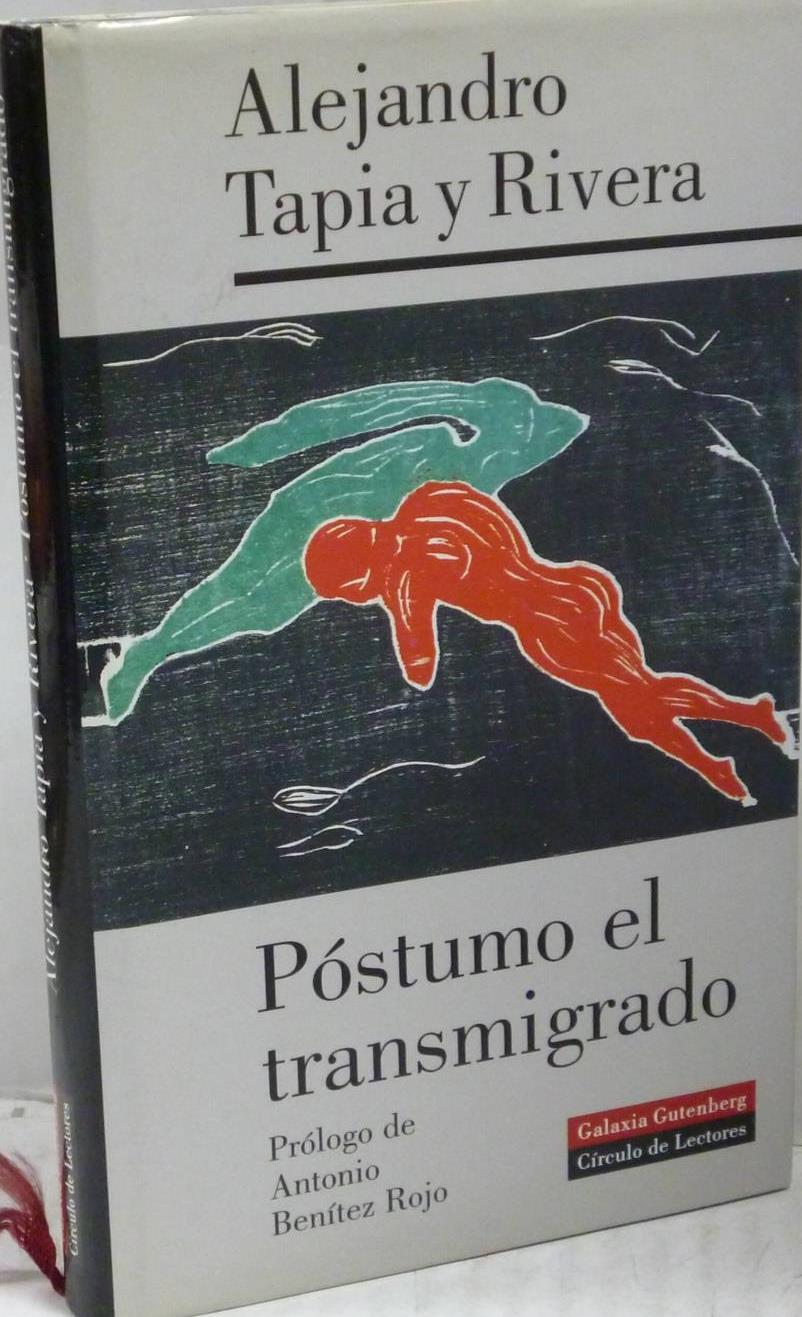 Alejandro
Tapia y Rivera
Póstumo el
transmigrado
Prólogo de
Antonio
Benítez Rojo
Galaxia Gutenberg
Círculo de Lectores
Alejandro Tapia y Rivera · Póstumo el transmigrado
Círculo de Lectores